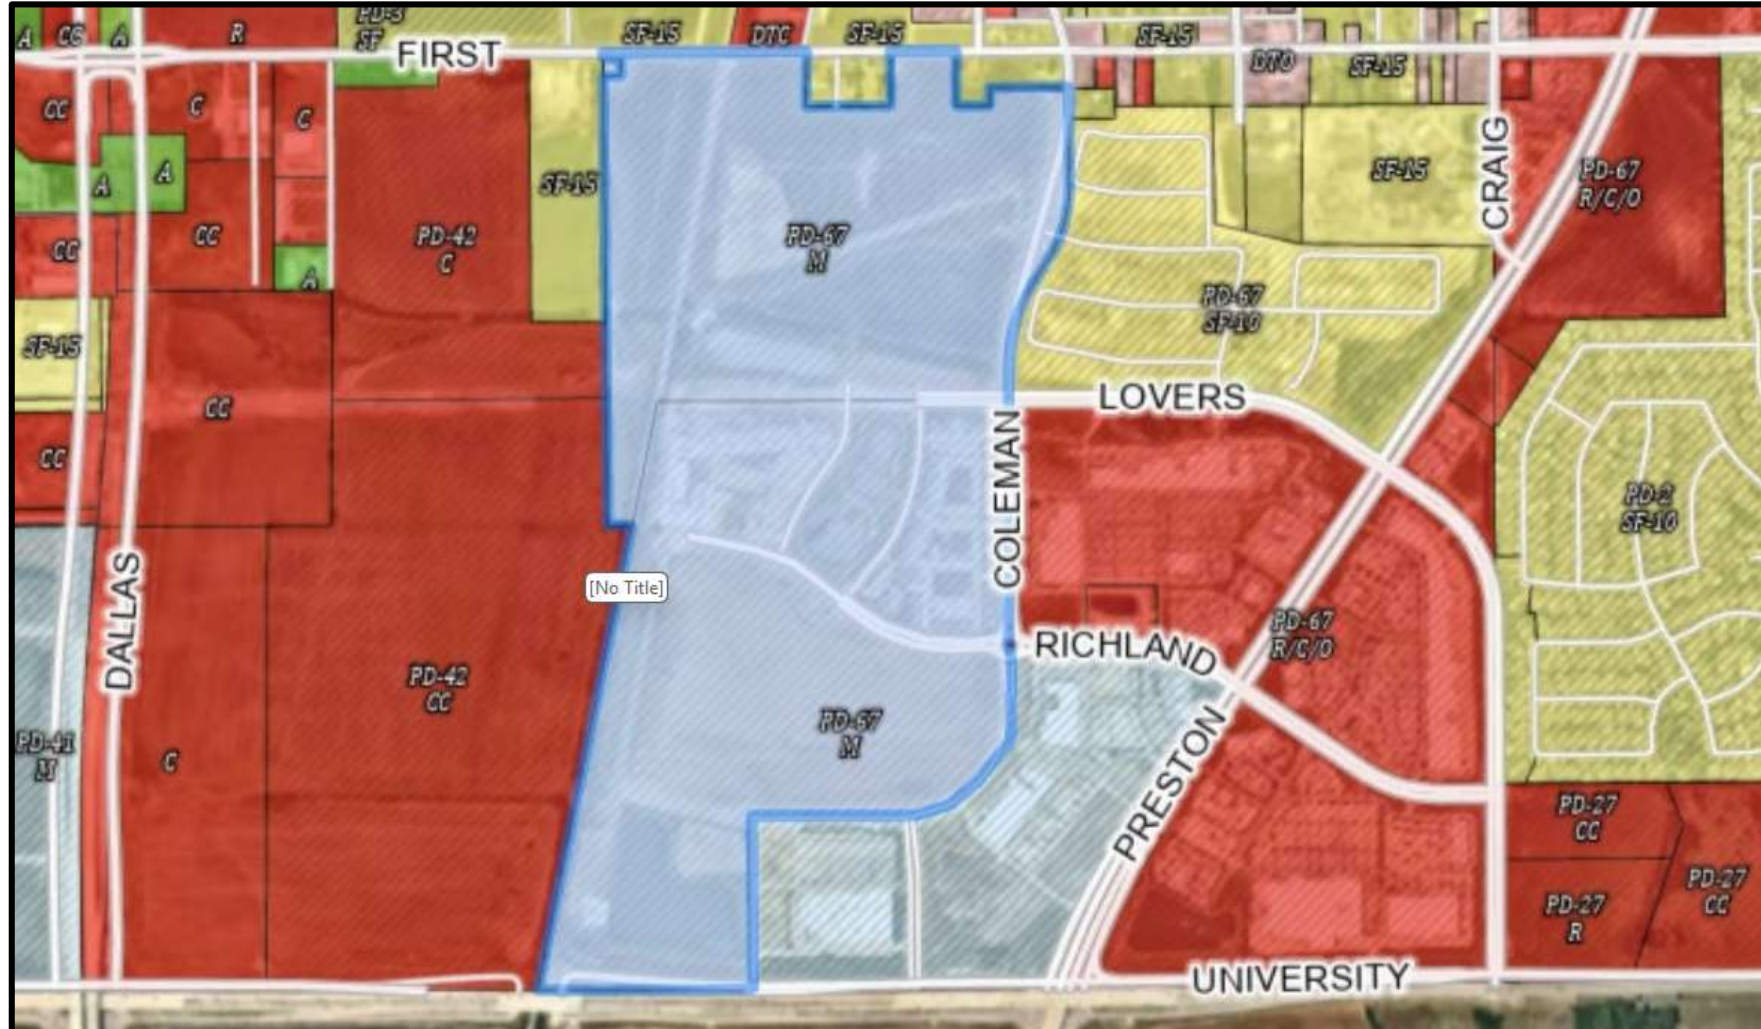 A
CC
A
R
PD-3
SF
SF-15
DTC
SF-15
SF-15
DTO
SF-15
FIRST
CC
C
C
A
A
SF-15
CC
CC
A
PD-42
C
PD-67
M
SF-15
CRAIG
PD-67
R/C/O
PD-67
SF-10
SF-15
CC
CC
LOVERS
COLEMAN
PD-2
SF-10
DALLAS
[No Title]
RICHLAND
PD-67
R/C/O
PD-42
CC
PD-67
M
PD-41
M
C
PRESTON
PD-27
CC
PD-27
R
PD-27
CC
UNIVERSITY